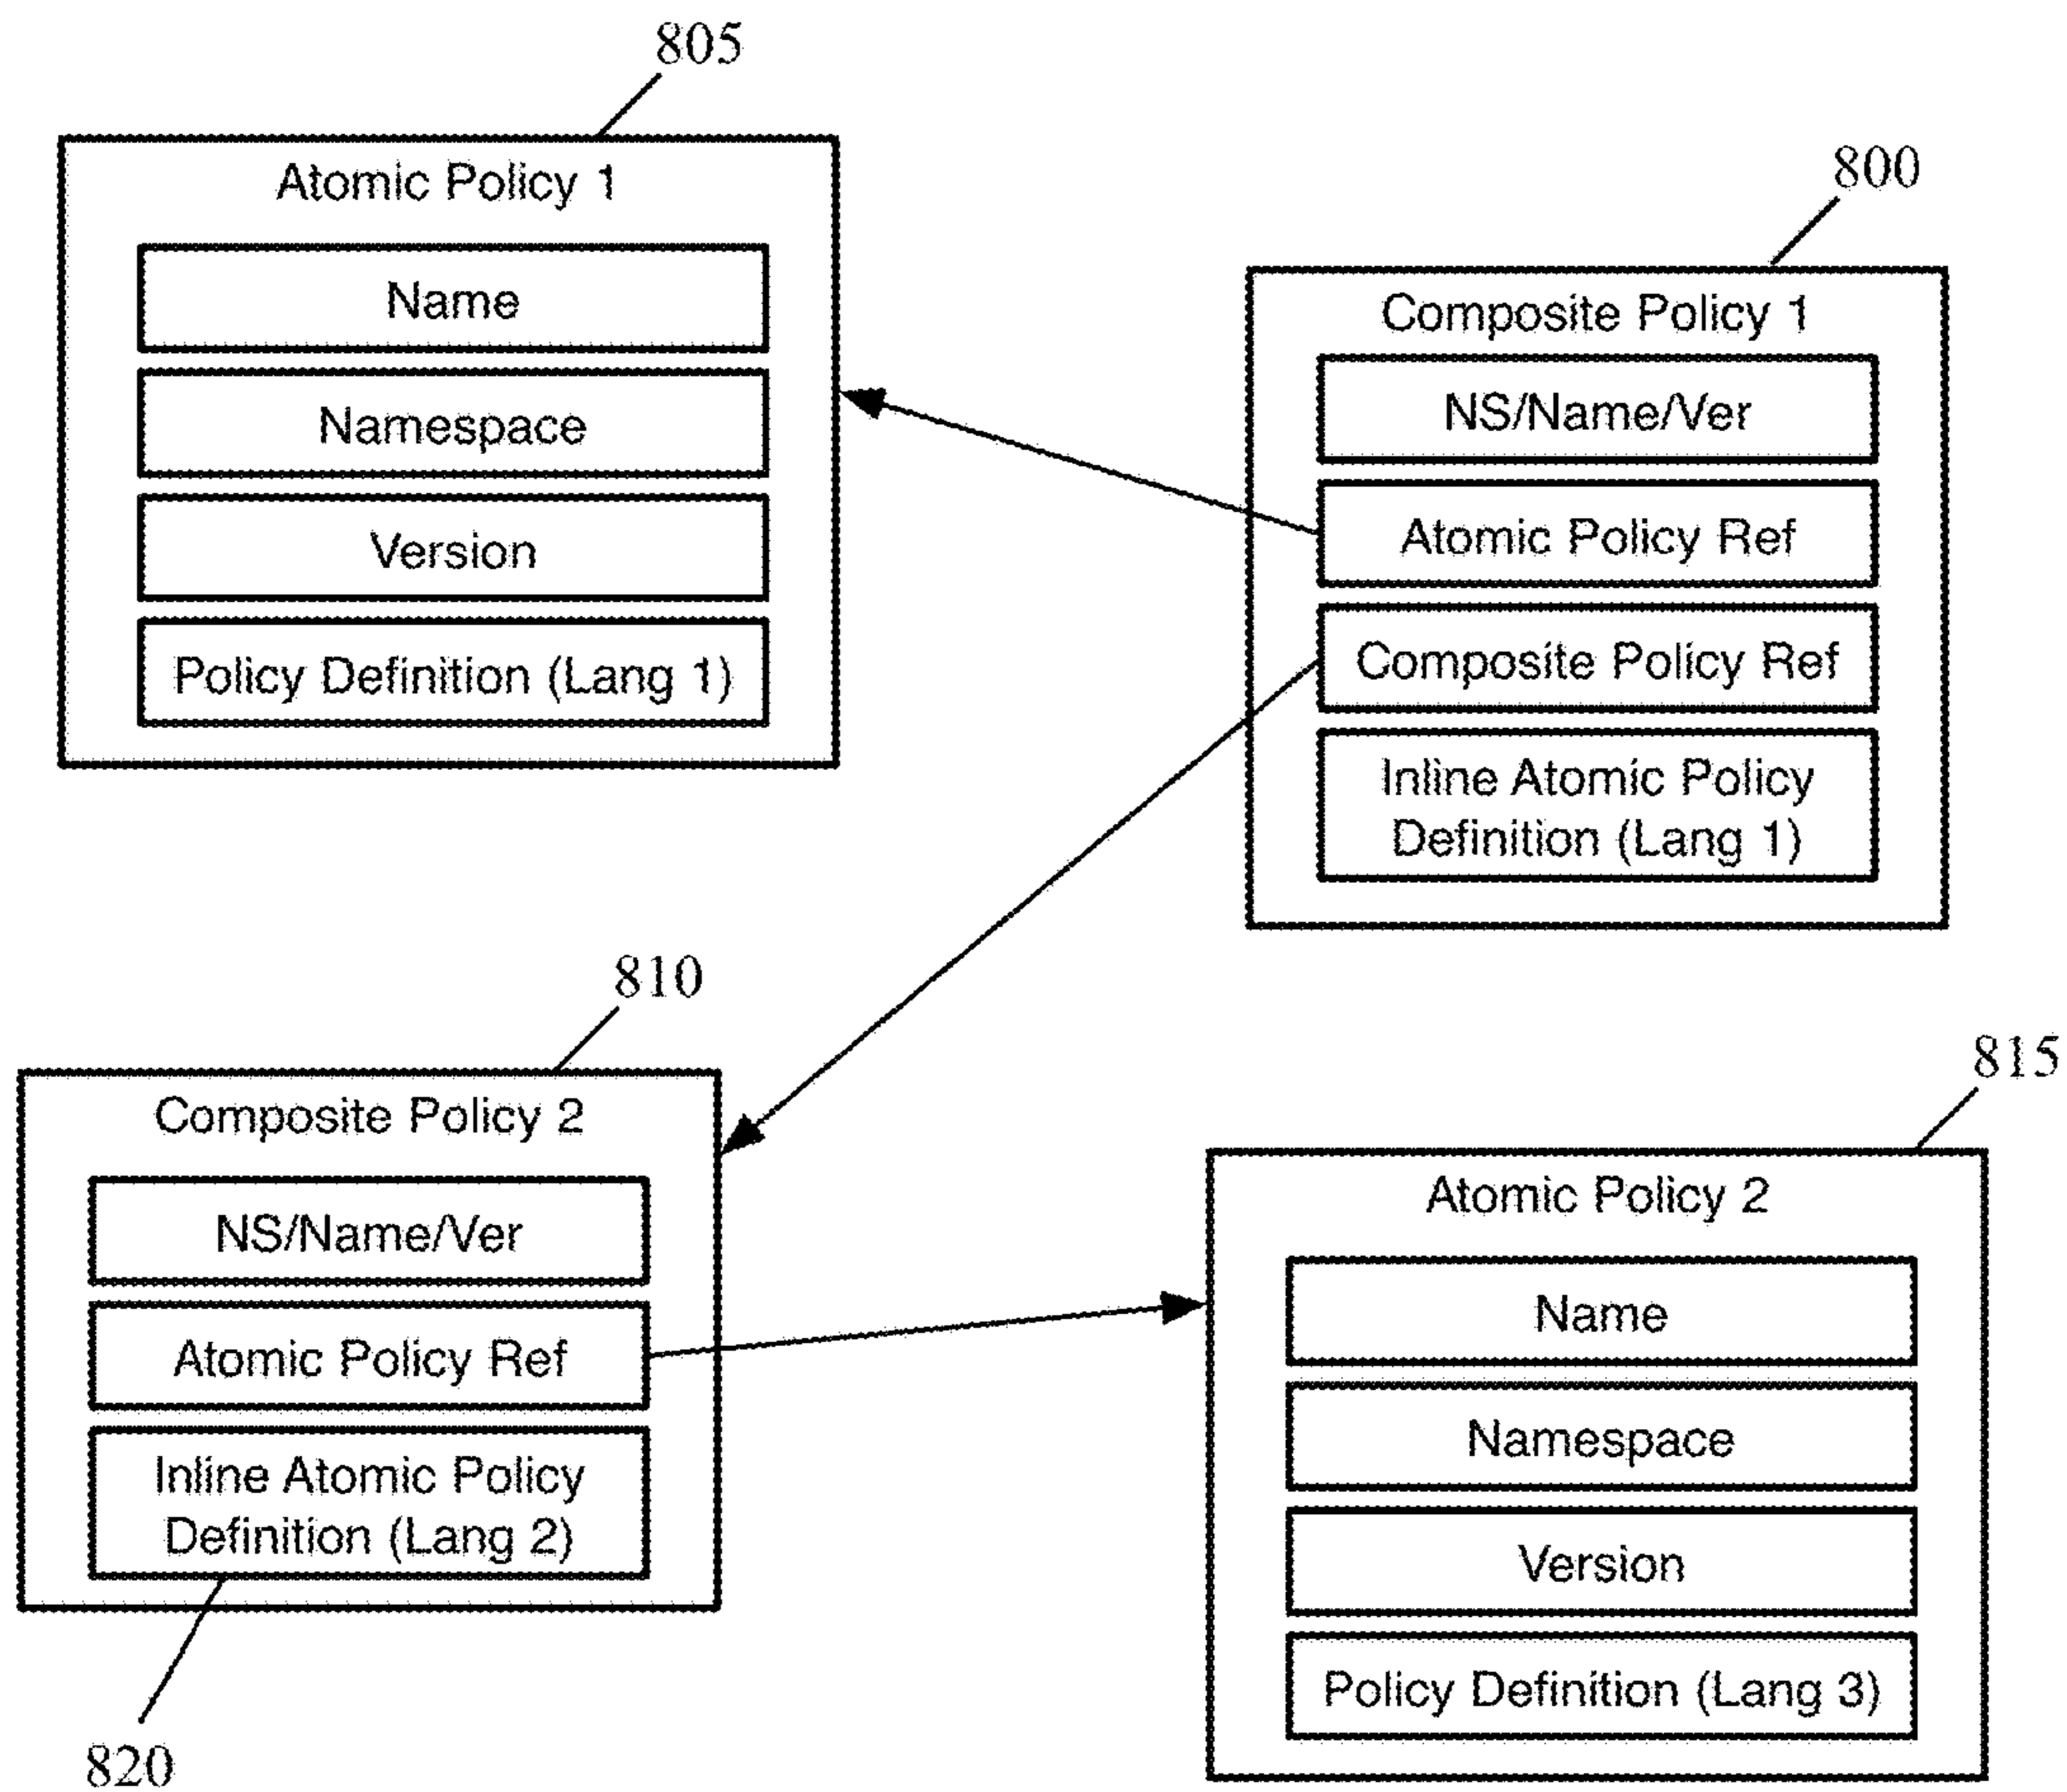 805
Atomic Policy 1
Name
Namespace
Version
Policy Definition (Lang 1)
800
Composite Policy 1
NS/Name/Ver
Atomic Policy Ref
Composite Policy Ref
Inline Atomic Policy
Definition (Lang 1)
810
Composite Policy 2
NS/Name/Ver
Atomic Policy Ref
Inline Atomic Policy
Definition (Lang 2)
820
815
Atomic Policy 2
Name
Namespace
Version
Policy Definition (Lang 3)